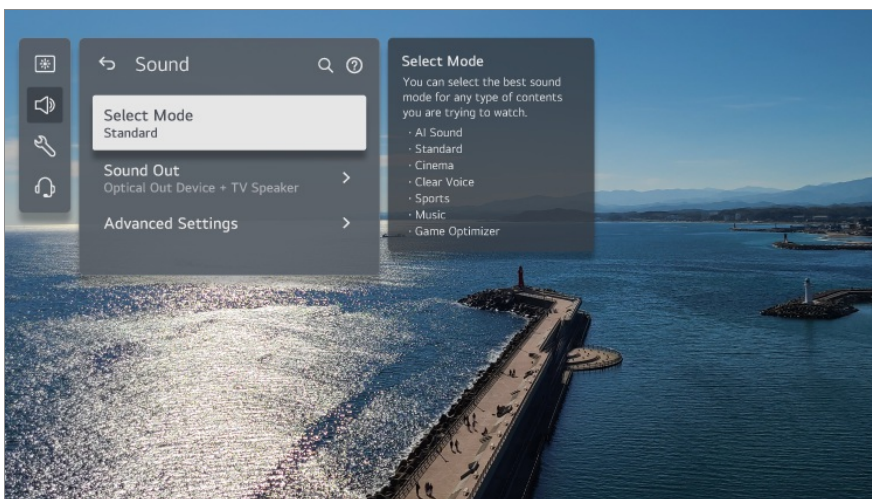 Sound
Select Mode
Standard
Sound Out
Optical Out Device + TV Speaker
Advanced Settings
Select Mode
You can select the best sound
mode for any type of contents
you are trying to watch.
· AI Sound
· Standard
· Cinema
· Clear Voice
· Sports
· Music
· Game Optimizer